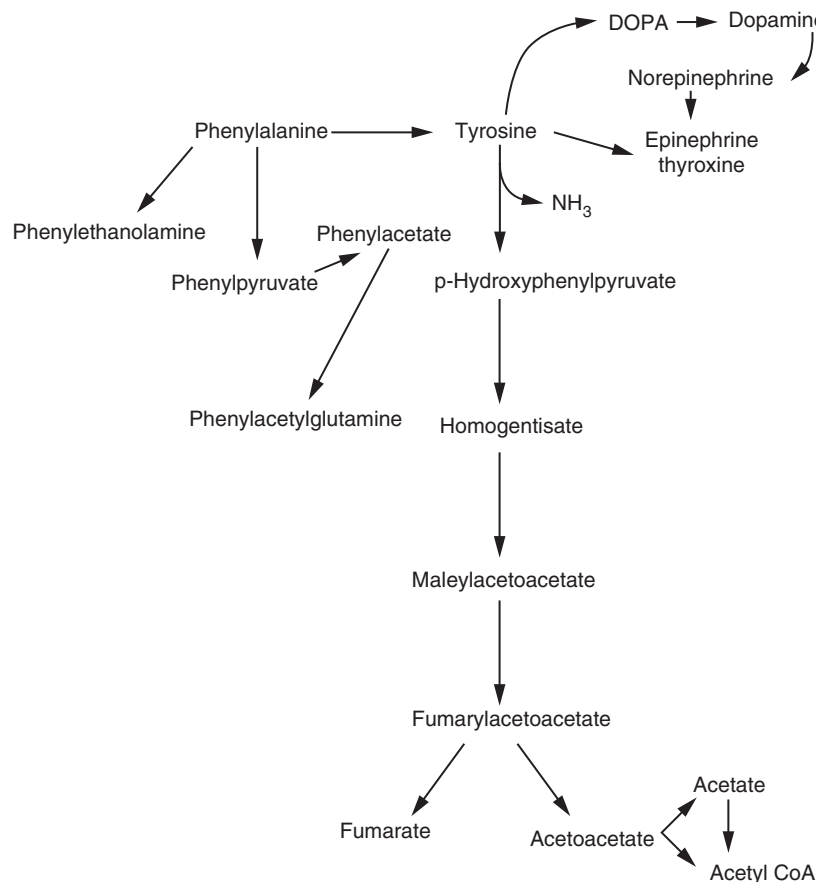 DOPA
Dopamine
Norepinephrine
Phenylalanine
Tyrosine
Epinephrine
thyroxine
NH3
Phenylethanolamine
Phenylacetate
Phenylpyruvate
p-Hydroxyphenylpyruvate
Phenylacetylglutamine
Homogentisate
Maleylacetoacetate
Fumarylacetoacetate
Acetate
Fumarate
Acetoacetate
Acetyl CoA